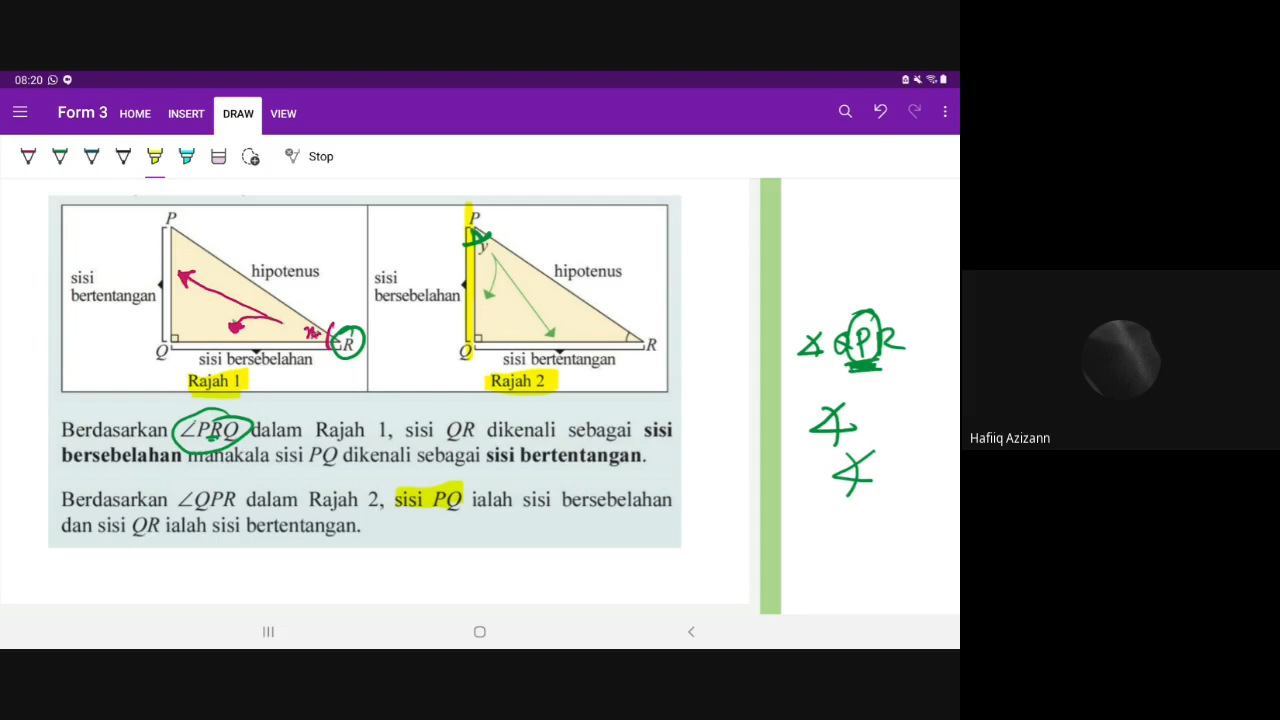 08:20
Form 3 HOME INSERT DRAW VIEW
Stop
P
sisi bertentangan
hipotenus
x
Q
R
sisi bersebelahan
Rajah 1
P
y
sisi bersebelahan
hipotenus
Q
R
sisi bertentangan
Rajah 2
Berdasarkan ∠PRQ dalam Rajah 1, sisi QR dikenali sebagai sisi
bersebelahan manakala sisi PQ dikenali sebagai sisi bertentangan.
Berdasarkan ∠QPR dalam Rajah 2, sisi PQ ialah sisi bersebelahan
dan sisi QR ialah sisi bertentangan.
∡ QPR
∡
∡
Hafiiq Azizann